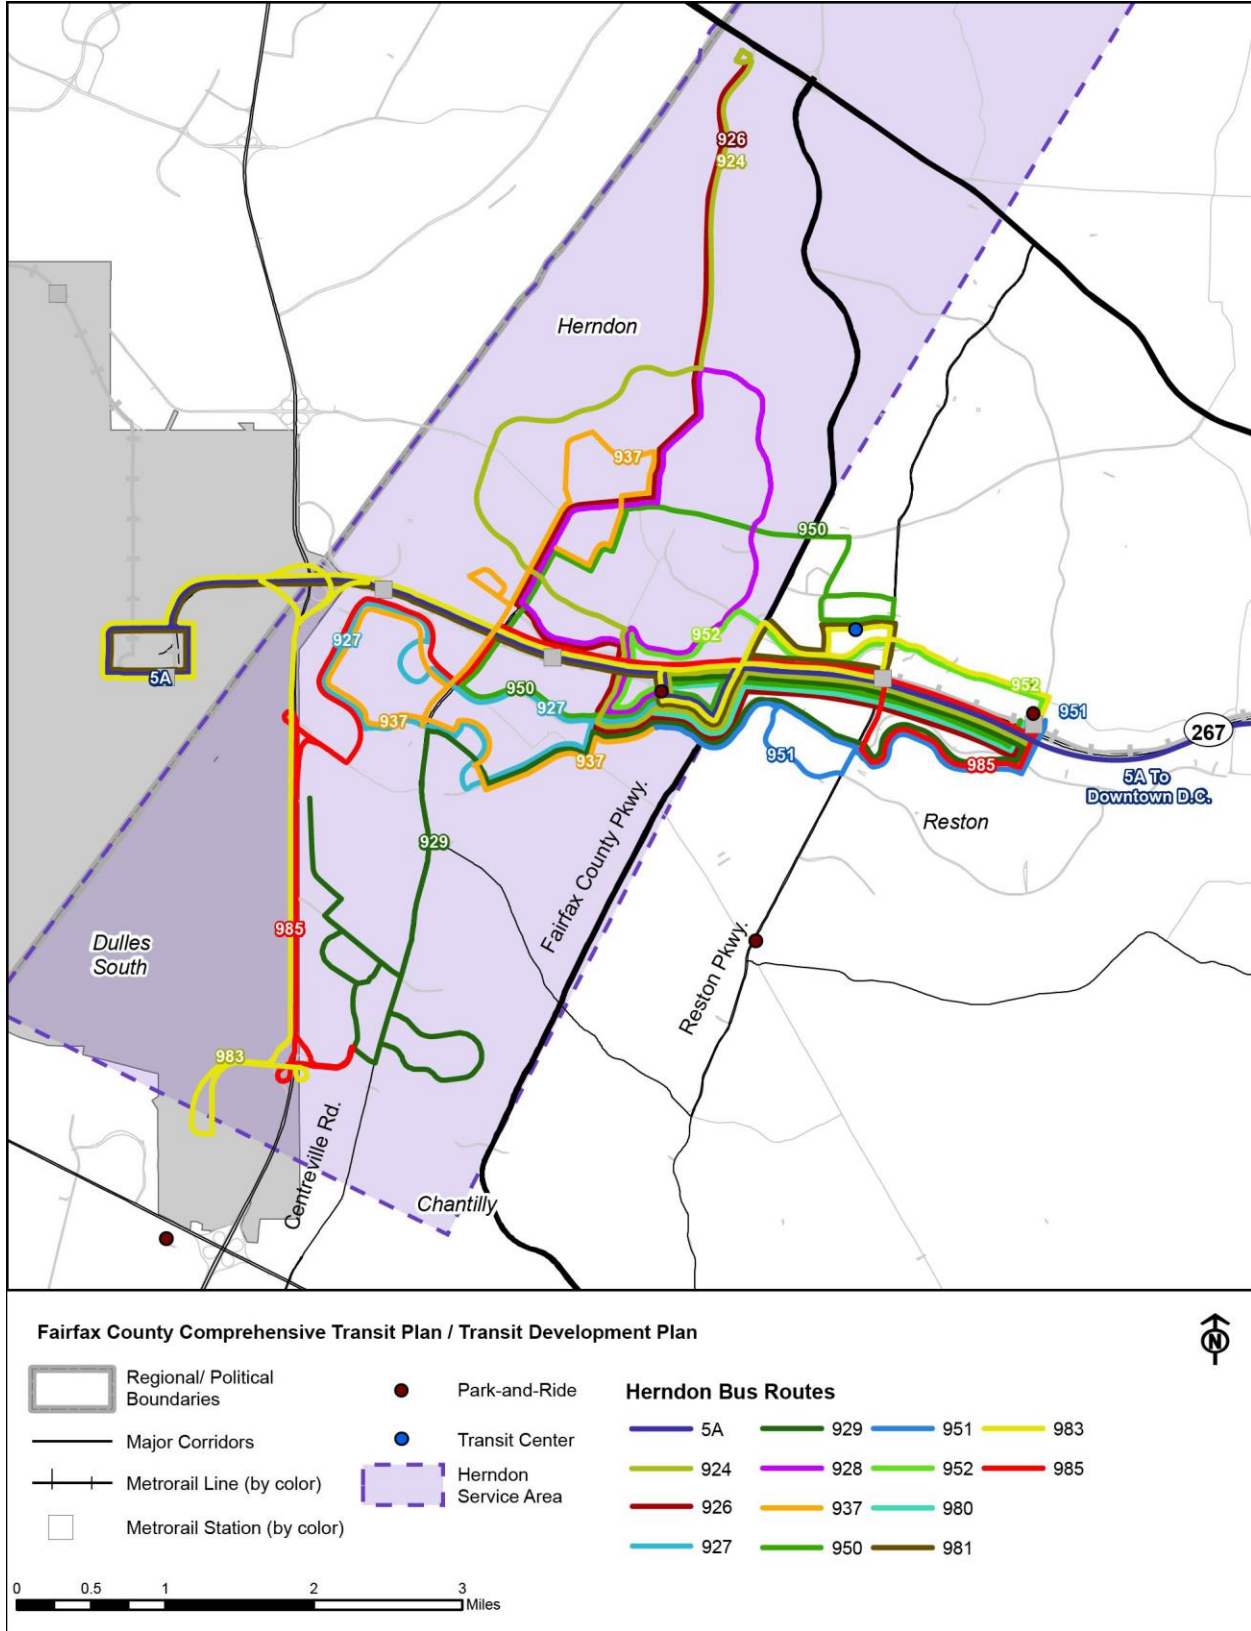 926
924
Herndon
937
950
927
952
5A
950
927
952
951
937
937
951
985
267
5A To
Downtown D.C.
Reston
929
Fairfax County Pkwy.
985
Dulles
South
Reston Pkwy.
983
Centreville Rd.
Chantilly
Fairfax County Comprehensive Transit Plan / Transit Development Plan
N
Regional/ Political
Boundaries
Major Corridors
Metrorail Line (by color)
Metrorail Station (by color)
Park-and-Ride
Transit Center
Herndon
Service Area
Herndon Bus Routes
5A 929 951 983
924 928 952 985
926 937 980
927 950 981
0 0.5 1 2 3
Miles